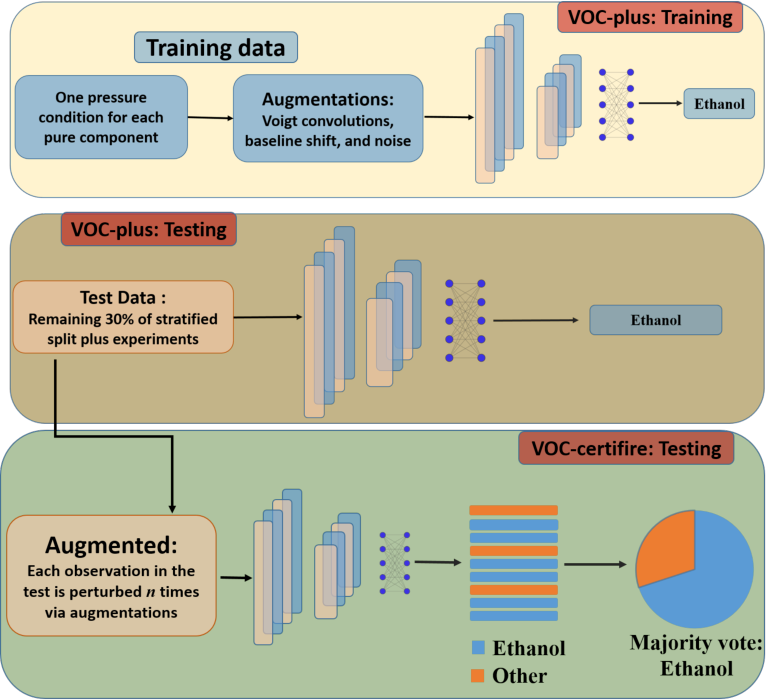 VOC-plus: Training
Training data
One pressure
condition for each
pure component
Augmentations:
Voigt convolutions,
baseline shift, and noise
Ethanol
VOC-plus: Testing
Test Data :
Remaining 30% of stratified
split plus experiments
Ethanol
VOC-certifire: Testing
Augmented:
Each observation in the
test is perturbed n times
via augmentations
Ethanol
Other
Majority vote:
Ethanol